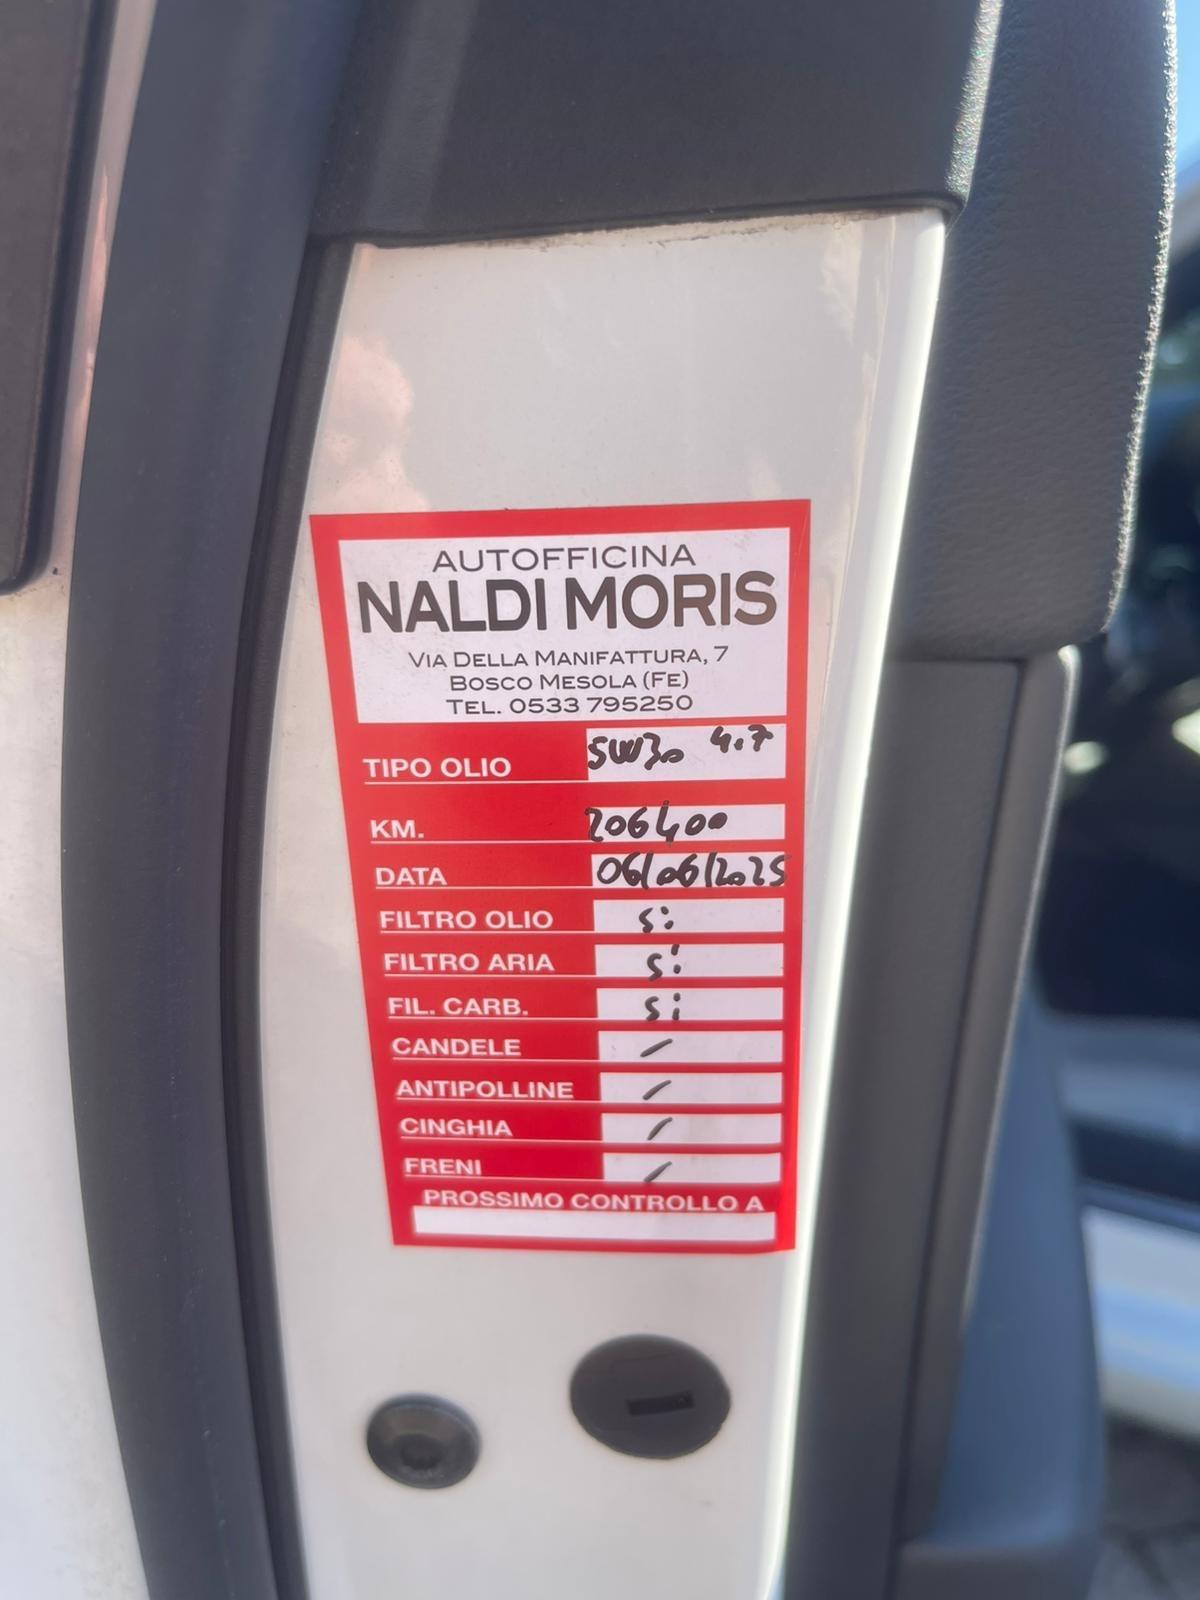 AUTOFFICINA
NALDI MORIS
VIA DELLA MANIFATTURA, 7
BOSCO MESOLA (FE)
TEL. 0533 795250
TIPO OLIO 5W30 4.7
KM. 206400
DATA 06/06/2025
FILTRO OLIO si
FILTRO ARIA si
FIL. CARB. si
CANDELE /
ANTIPOLLINE /
CINGHIA /
FRENI /
PROSSIMO CONTROLLO A